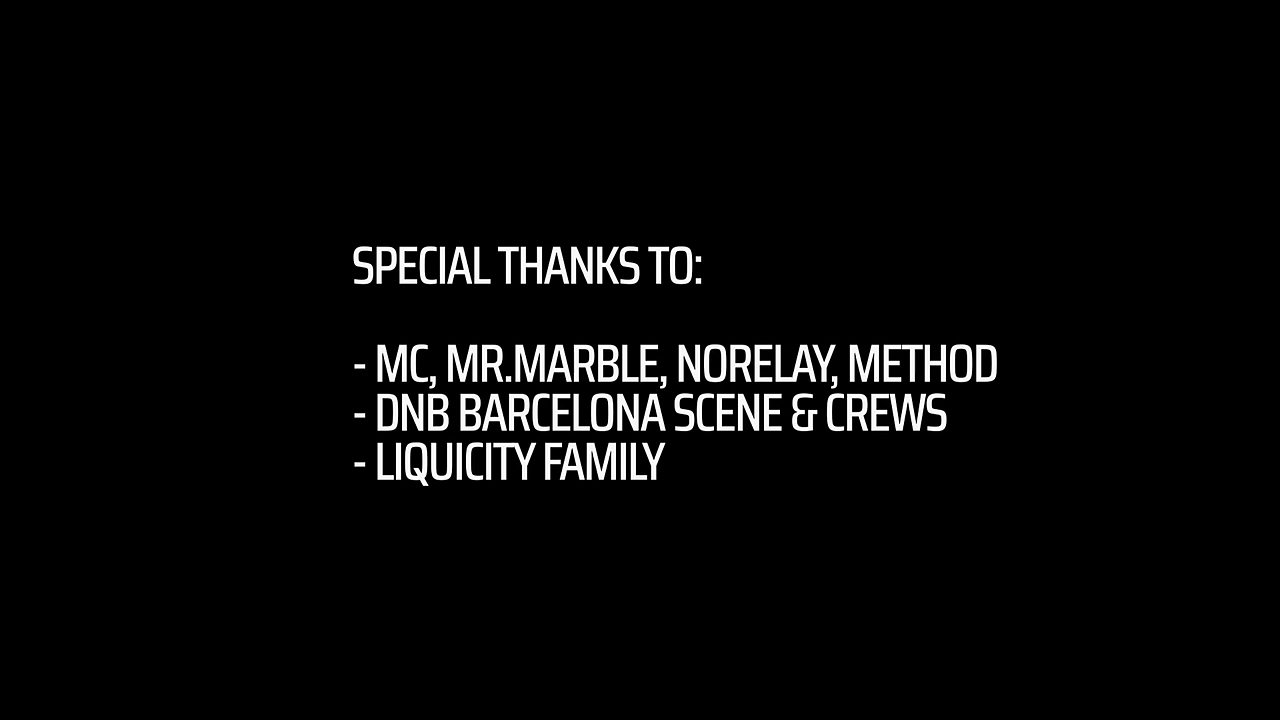 SPECIAL THANKS TO:
- MC, MR.MARBLE, NORELAY, METHOD
- DNB BARCELONA SCENE & CREWS
- LIQUICITY FAMILY